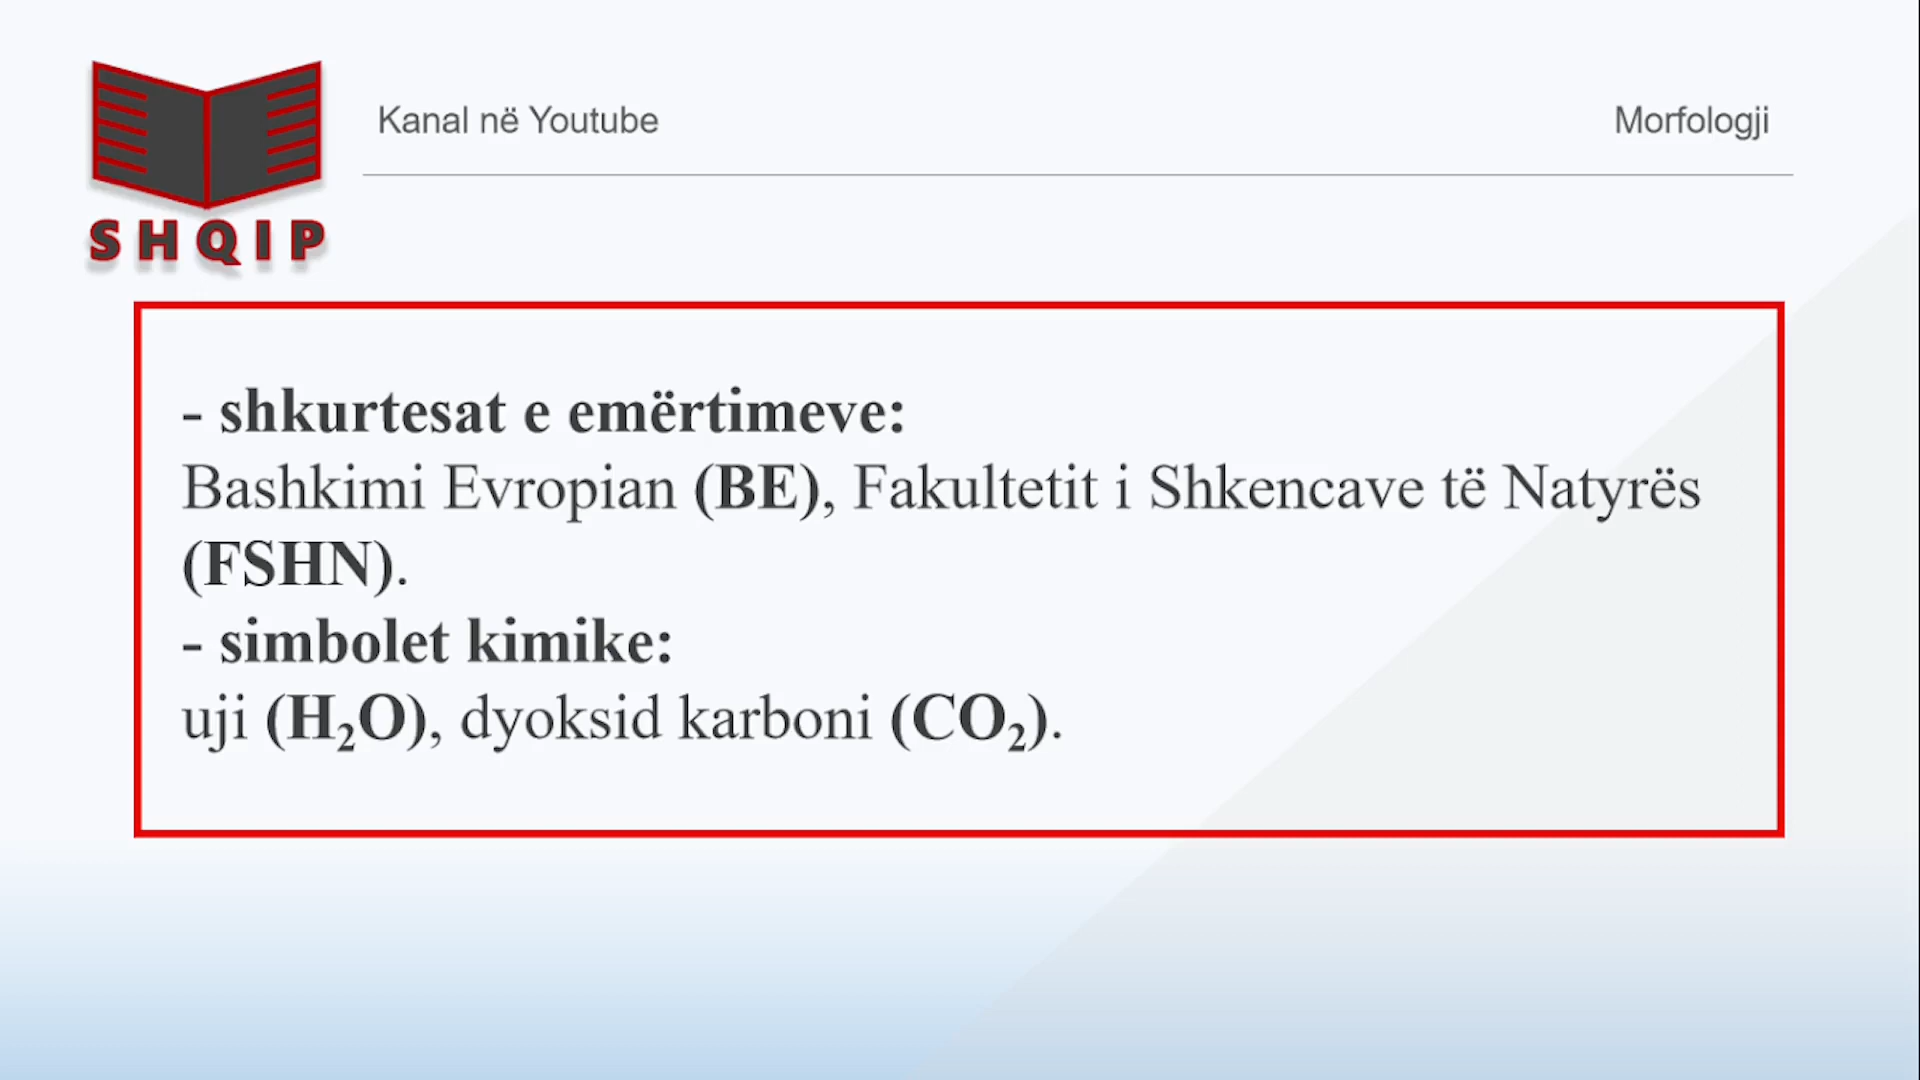 SHQIP
Kanal në Youtube
Morfologji
- shkurtesat e emërtimeve:
Bashkimi Evropian (BE), Fakultetit i Shkencave të Natyrës
(FSHN).
- simbolet kimike:
uji (H₂O), dyoksid karboni (CO₂).